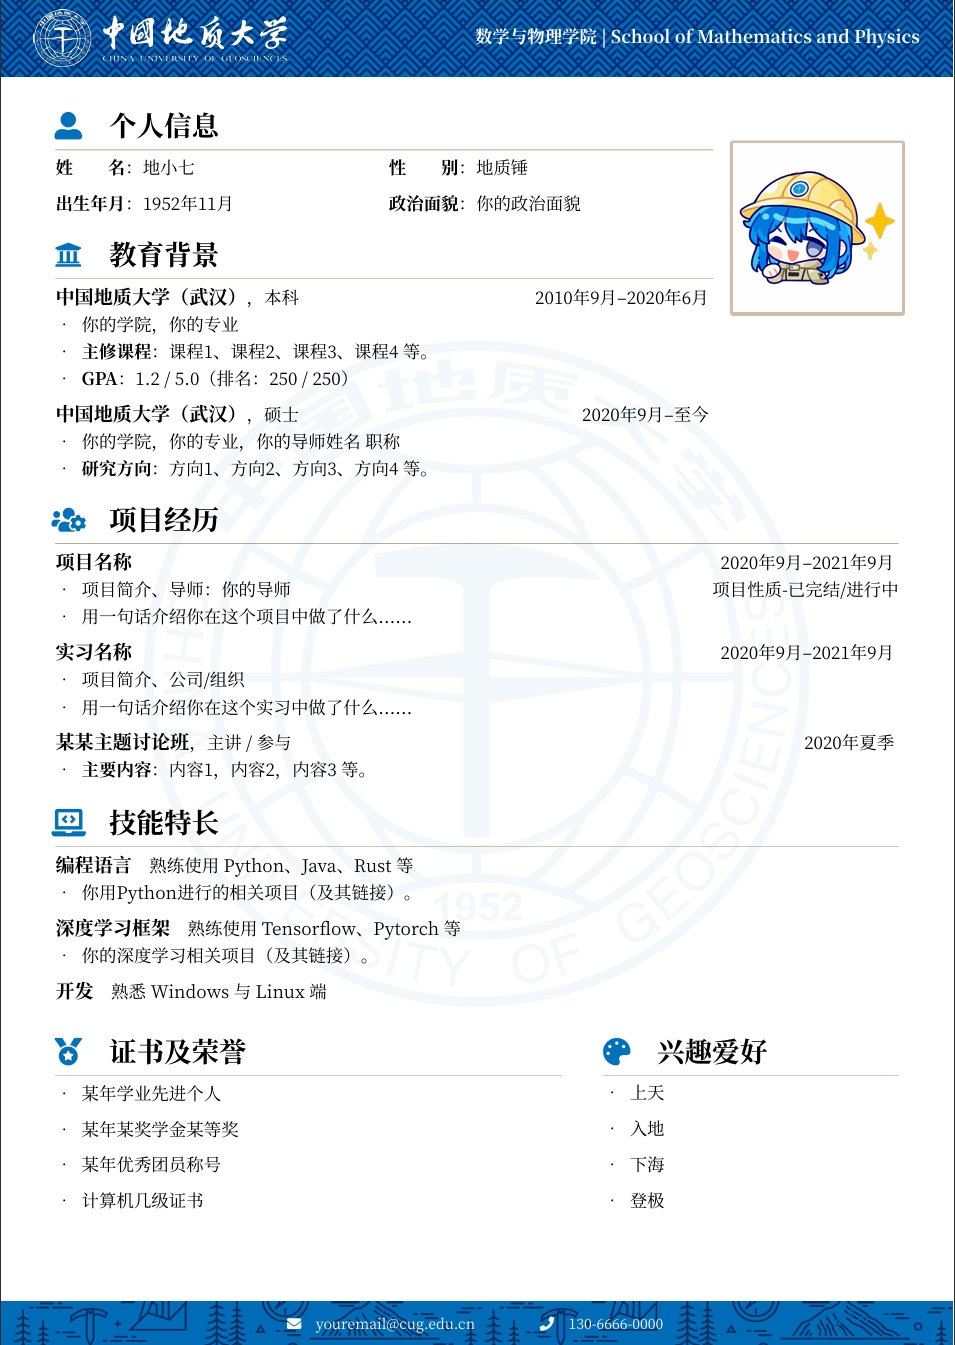 中国地质大学
CHINA UNIVERSITY OF GEOSCIENCES
数学与物理学院 | School of Mathematics and Physics
个人信息
姓 名：地小七 性 别：地质锤
出生年月：1952年11月 政治面貌：你的政治面貌
教育背景
中国地质大学（武汉），本科 2010年9月–2020年6月
· 你的学院，你的专业
· 主修课程：课程1、课程2、课程3、课程4 等。
· GPA：1.2 / 5.0（排名：250 / 250）
中国地质大学（武汉），硕士 2020年9月–至今
· 你的学院，你的专业，你的导师姓名 职称
· 研究方向：方向1、方向2、方向3、方向4 等。
项目经历
项目名称 2020年9月–2021年9月
· 项目简介、导师：你的导师 项目性质-已完结/进行中
· 用一句话介绍你在这个项目中做了什么……
实习名称 2020年9月–2021年9月
· 项目简介、公司/组织
· 用一句话介绍你在这个实习中做了什么……
某某主题讨论班，主讲 / 参与 2020年夏季
· 主要内容：内容1，内容2，内容3 等。
技能特长
编程语言 熟练使用 Python、Java、Rust 等
· 你用Python进行的相关项目（及其链接）。
1952
深度学习框架 熟练使用 Tensorflow、Pytorch 等
· 你的深度学习相关项目（及其链接）。
开发 熟悉 Windows 与 Linux 端
证书及荣誉
· 某年学业先进个人
· 某年某奖学金某等奖
· 某年优秀团员称号
· 计算机几级证书
兴趣爱好
· 上天
· 入地
· 下海
· 登极
youremail@cug.edu.cn 130-6666-0000